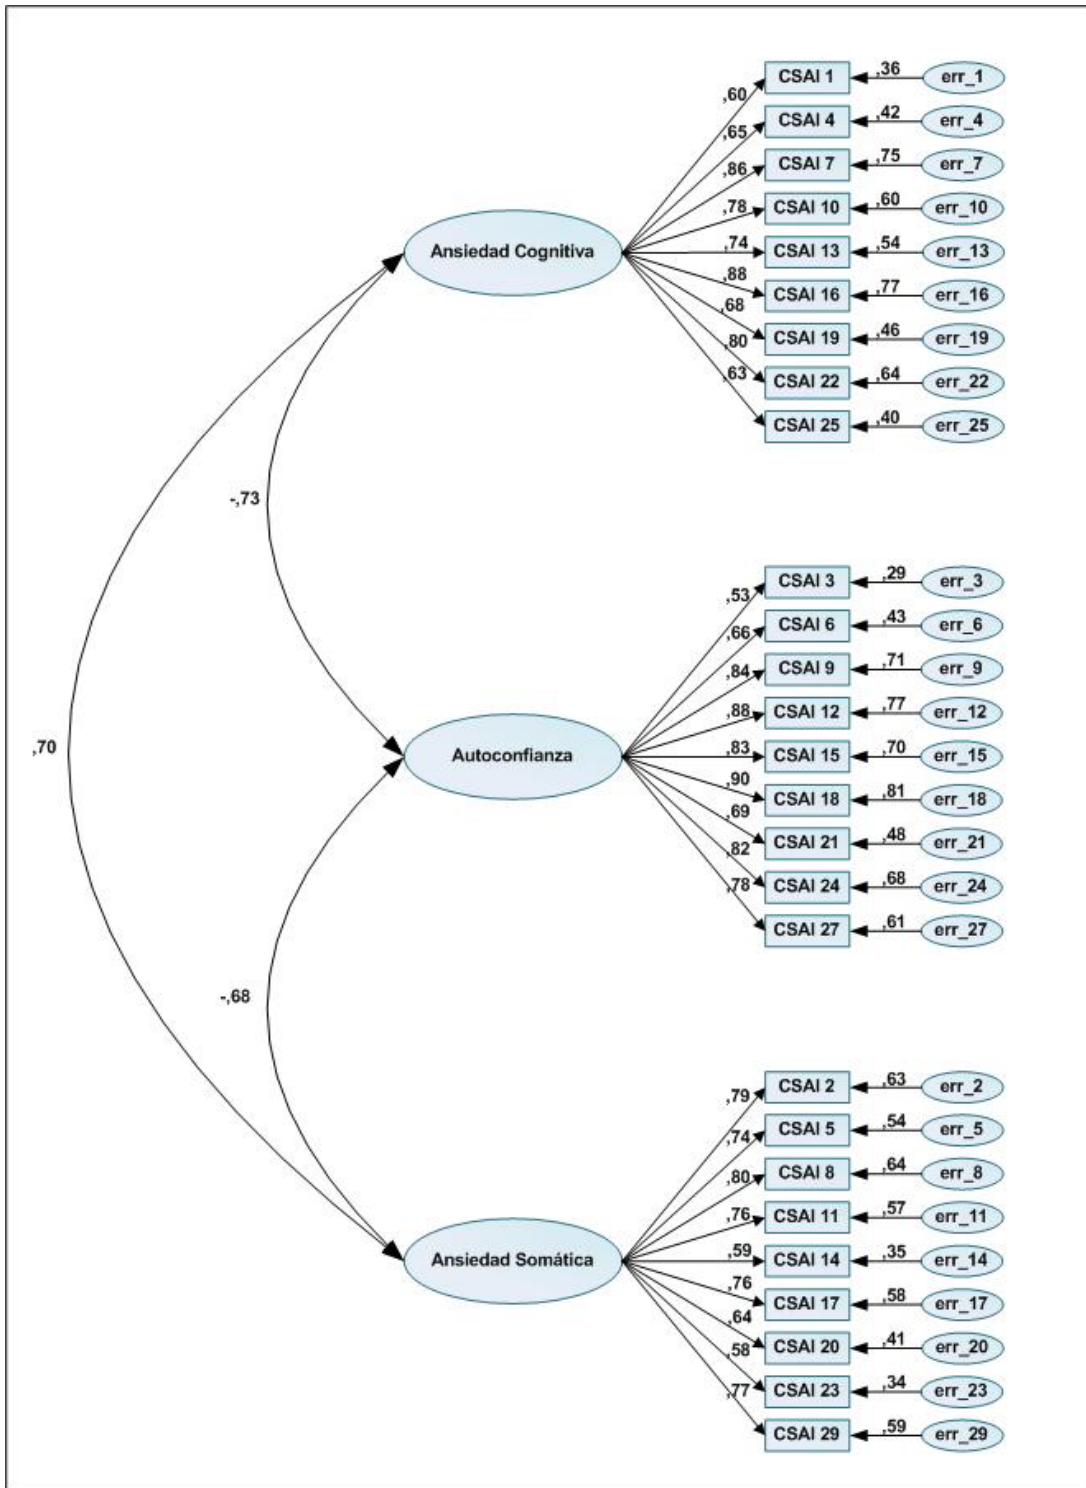 ,60
CSAI 1
,36
err_1
,65
CSAI 4
,42
err_4
,86
CSAI 7
,75
err_7
,78
CSAI 10
,60
err_10
Ansiedad Cognitiva
,74
CSAI 13
,54
err_13
,88
CSAI 16
,77
err_16
,68
CSAI 19
,46
err_19
,80
CSAI 22
,64
err_22
,63
CSAI 25
,40
err_25
-,73
,53
CSAI 3
,29
err_3
,66
CSAI 6
,43
err_6
,84
CSAI 9
,71
err_9
,88
CSAI 12
,77
err_12
,70
Autoconfianza
,83
CSAI 15
,70
err_15
,90
CSAI 18
,81
err_18
,69
CSAI 21
,48
err_21
,82
CSAI 24
,68
err_24
,78
CSAI 27
,61
err_27
-,68
,79
CSAI 2
,63
err_2
,74
CSAI 5
,54
err_5
,80
CSAI 8
,64
err_8
,76
CSAI 11
,57
err_11
Ansiedad Somática
,59
CSAI 14
,35
err_14
,76
CSAI 17
,58
err_17
,64
CSAI 20
,41
err_20
,58
CSAI 23
,34
err_23
,77
CSAI 29
,59
err_29